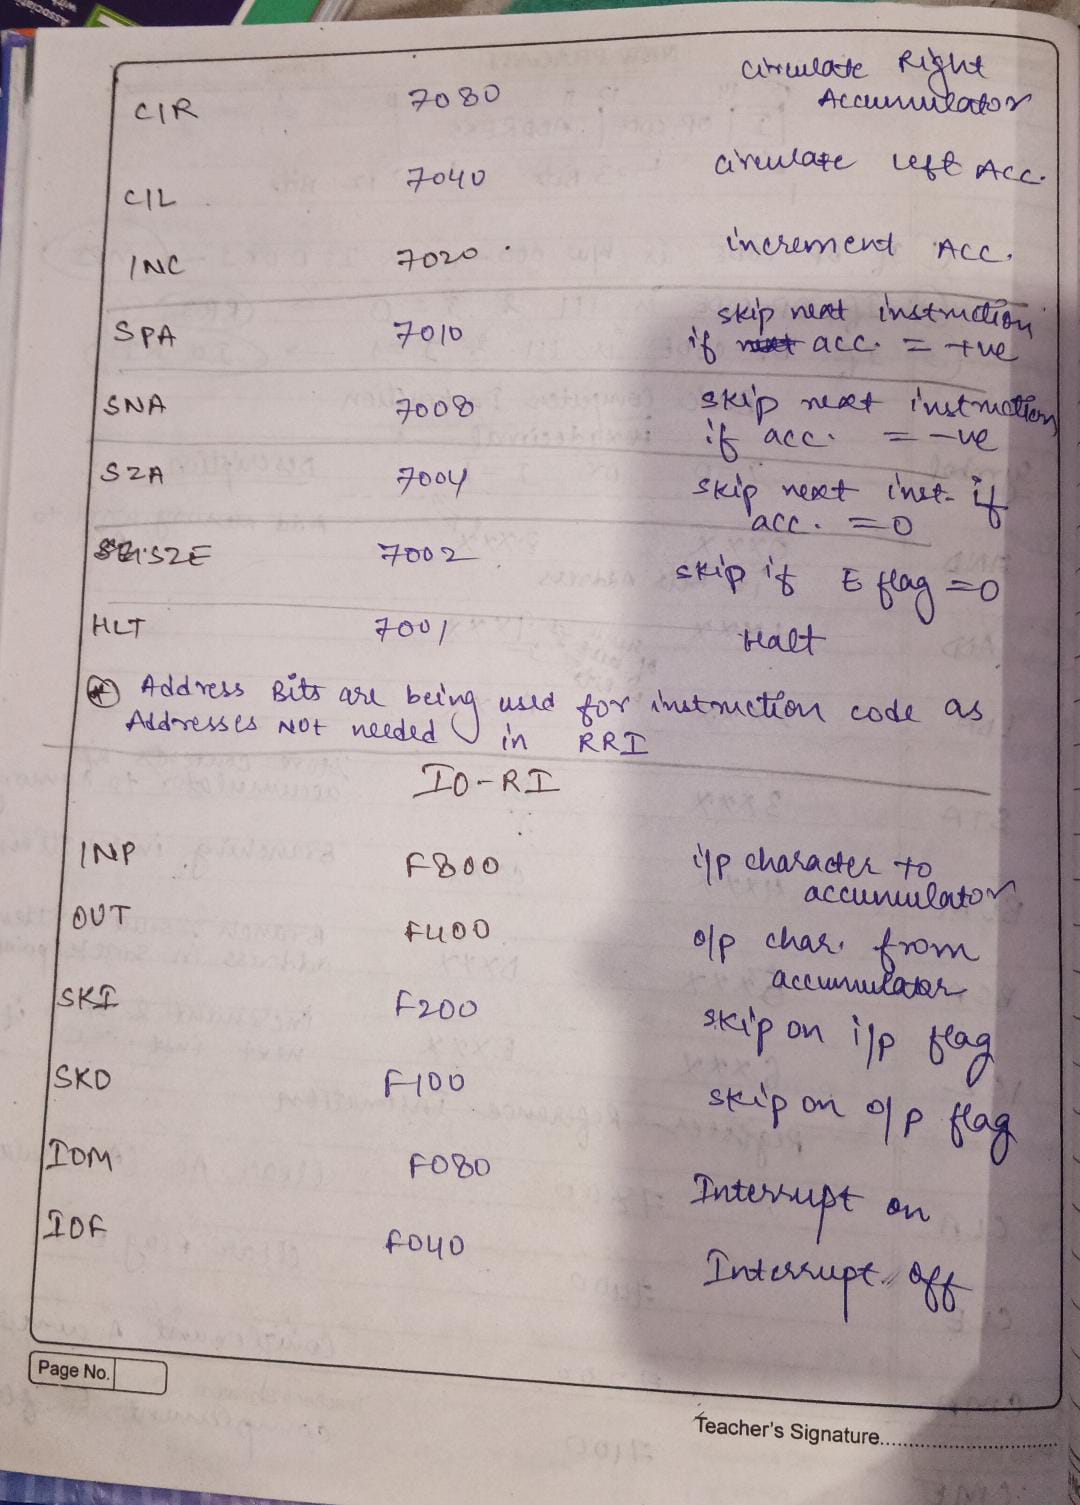 CIR 7080 circulate Right
Accumulator
CIL 7040 circulate left Acc.
INC 7020 increment Acc.
SPA 7010 skip next instruction
if acc. = +ve
SNA 7008 skip next instruction
if acc. = -ve
SZA 7004 skip next inst. if
acc. = 0
SZE 7002 skip if E flag = 0
HLT 7001 Halt
* Address Bits are being used for instruction code as
Addresses NOT needed in RRI
IO-RI
INP F800 i/p character to
accumulator
OUT F400 o/p char. from
accumulator
SKI F200 skip on i/p flag
SKO F100 skip on o/p flag
IOM F080 Interrupt on
IOF F040 Interrupt off
Page No.
Teacher's Signature